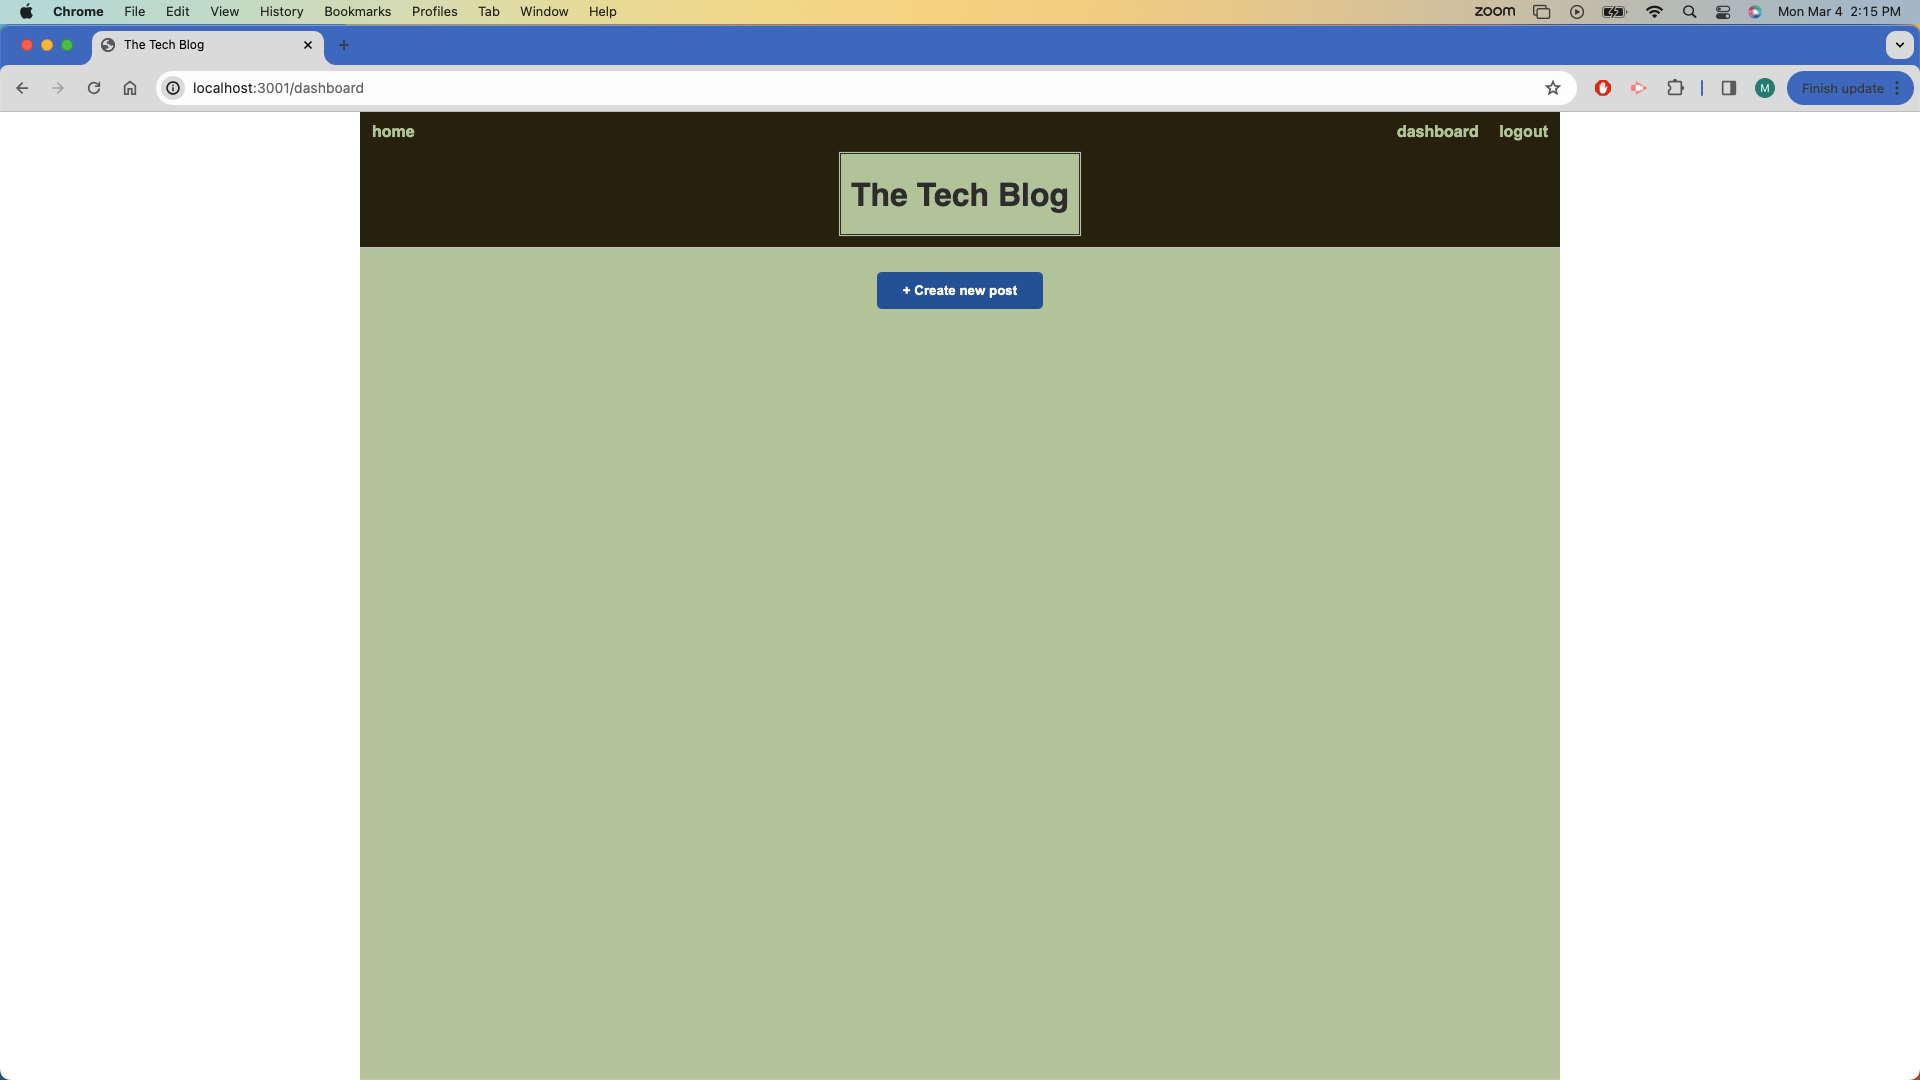 Chrome File Edit View History Bookmarks Profiles Tab Window Help zoom Mon Mar 4 2:15 PM
The Tech Blog
localhost:3001/dashboard M Finish update
home dashboard logout
The Tech Blog
+ Create new post